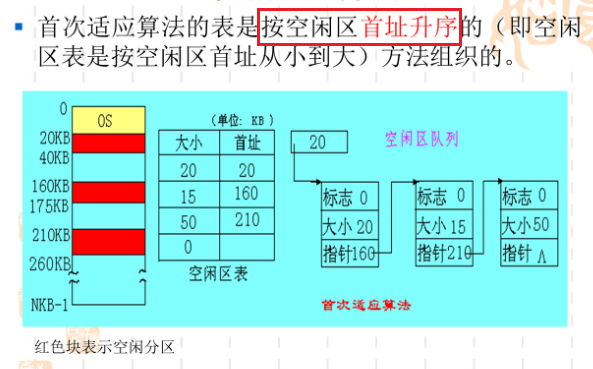 首次适应算法的表是按空闲区首址升序的（即空闲
区表是按空闲区首址从小到大）方法组织的。
0
OS
20KB
40KB
160KB
175KB
210KB
260KB
NKB-1
（单位: KB ）
大小 首址
20 20
15 160
50 210
0
空闲区表
20
空闲区队列
标志 0
大小 20
指针160
标志 0
大小 15
指针210
标志 0
大小50
指针 Λ
首次适应算法
红色块表示空闲分区